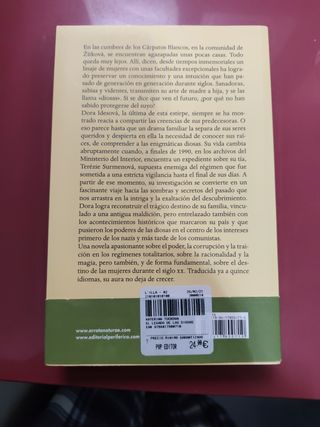 En las cumbres de los Cárpatos Blancos, en la comunidad de
Žítková, se encuentran agazapadas unas pocas casas. Todo
queda muy lejos. Allí, dicen, desde tiempos inmemoriales un
linaje de mujeres con unas facultades excepcionales ha logra-
do preservar un conocimiento y una intuición que han pa-
sado de generación en generación durante siglos. Sanadoras,
sabias y videntes, transmiten su arte de madre a hija, y se las
llama «diosas». Si se dice que ven el futuro, ¿por qué no han
sabido protegerse del suyo?
Dora Idesová, la última de esta estirpe, siempre se ha mos-
trado reacia a compartir las creencias de sus predecesoras. O
eso parece hasta que un drama familiar la separa de sus seres
queridos y despierta en ella la necesidad de conocer sus raí-
ces, de comprender a las enigmáticas diosas. Su vida cambia
abruptamente cuando, a finales de 1990, en los archivos del
Ministerio del Interior, encuentra un expediente sobre su tía,
Terézie Surmenová, supuesta enemiga del régimen que fue
sometida a una estricta vigilancia hasta el final de sus días. A
partir de ese momento, su investigación se convierte en un
fascinante viaje hacia las sombras y secretos del pasado que
nos arrastra en la intriga y la exaltación del descubrimiento.
Dora logra reconstruir el trágico destino de su familia, vincu-
lado a una antigua maldición, pero entrelazado también con
los acontecimientos históricos que marcaron su país y que
pusieron los poderes de las diosas en el centro de los intereses
primero de los nazis y más tarde de los comunistas.
Una novela apasionante sobre el poder, la corrupción y la trai-
ción en los regímenes totalitarios, sobre la racionalidad y la
magia, pero también, y de forma fundamental, sobre el desti-
no de las mujeres durante el siglo XX. Traducida ya a quince
idiomas, su aura no deja de crecer.
www.erratanaturae.com
www.editorialperiferica.com
KATERINA TUCKOVA
EL LEGADO DE LAS DIOSAS
PVP EDITOR